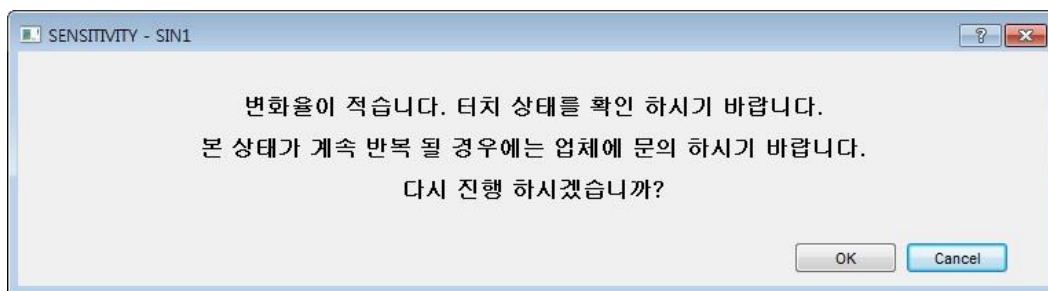 SENSITIVITY - SIN1
?
변화율이 적습니다. 터치 상태를 확인 하시기 바랍니다.
본 상태가 계속 반복 될 경우에는 업체에 문의 하시기 바랍니다.
다시 진행 하시겠습니까?
OK Cancel